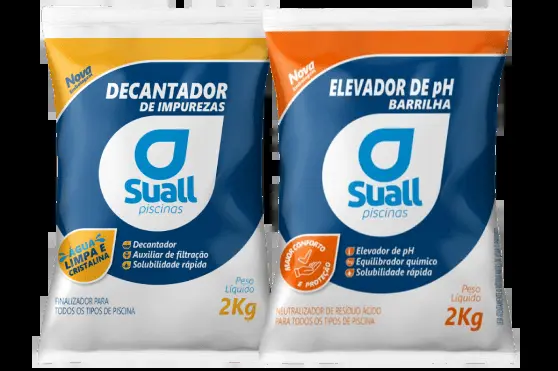 Nova
Embalagem
DECANTADOR
DE IMPUREZAS
Suall
piscinas
ÁGUA
LIMPA E
CRISTALINA
Decantador
Auxiliar de filtração
Solubilidade rápida
Peso
Líquido
2Kg
FINALIZADOR PARA
TODOS OS TIPOS DE PISCINA
Nova
Embalagem
ELEVADOR DE pH
BARRILHA
Suall
piscinas
MAIOR CONFORTO
E PROTEÇÃO
Elevador de pH
Equilibrador químico
Solubilidade rápida
Peso
Líquido
2Kg
NEUTRALIZADOR DE RESÍDUO ÁCIDO
PARA TODOS OS TIPOS DE PISCINA